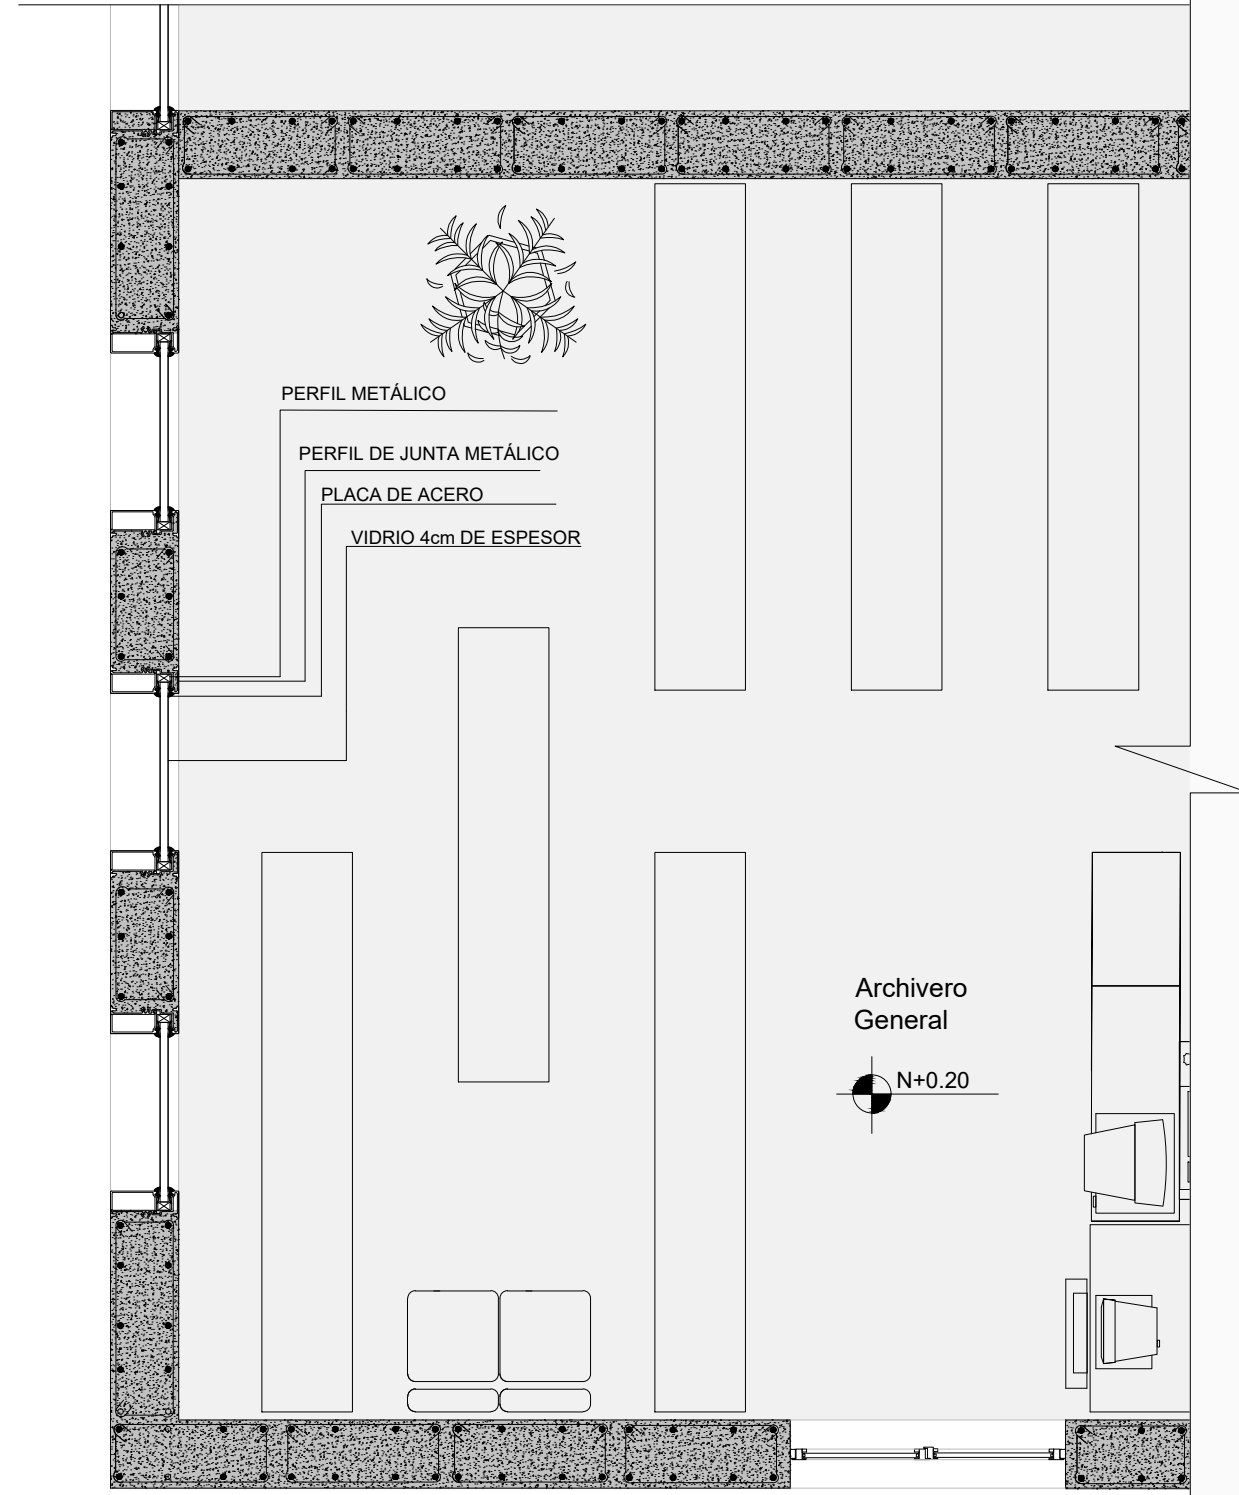 PERFIL METÁLICO
PERFIL DE JUNTA METÁLICO
PLACA DE ACERO
VIDRIO 4cm DE ESPESOR
Archivero
General
N+0.20